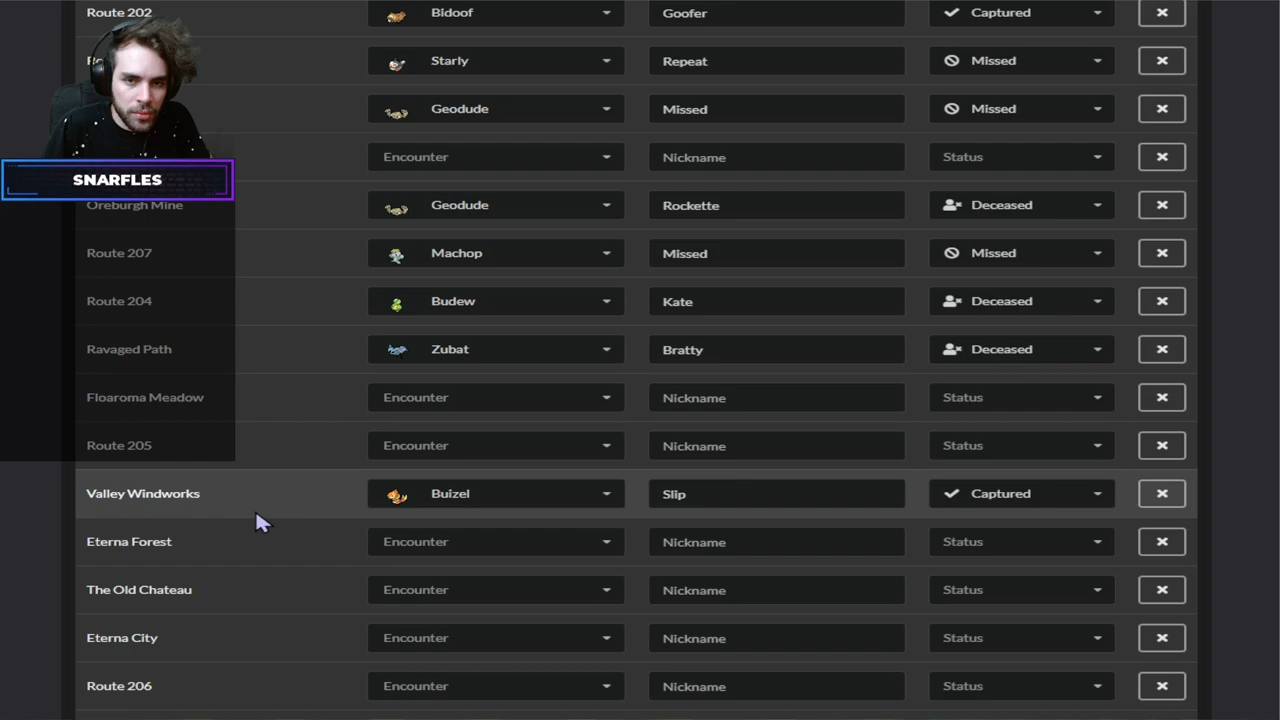 Route 202 Bidoof Goofer Captured
Starly Repeat Missed
Geodude Missed Missed
Encounter Nickname Status
SNARFLES
Oreburgh Mine Geodude Rockette Deceased
Route 207 Machop Missed Missed
Route 204 Budew Kate Deceased
Ravaged Path Zubat Bratty Deceased
Floaroma Meadow Encounter Nickname Status
Route 205 Encounter Nickname Status
Valley Windworks Buizel Slip Captured
Eterna Forest Encounter Nickname Status
The Old Chateau Encounter Nickname Status
Eterna City Encounter Nickname Status
Route 206 Encounter Nickname Status